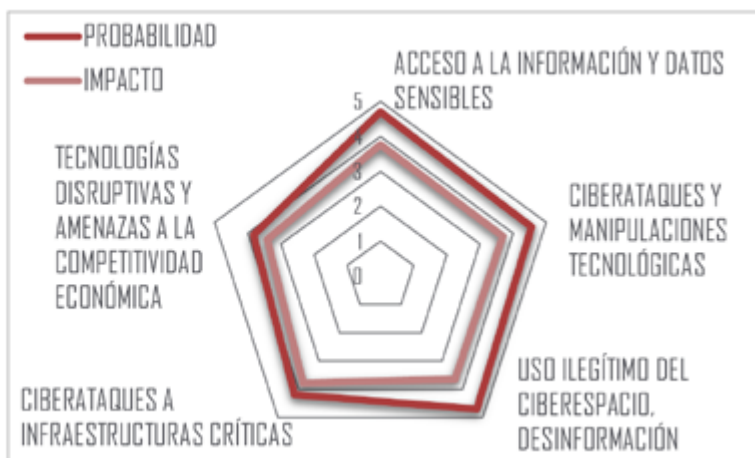 PROBABILIDAD
IMPACTO
ACCESO A LA INFORMACIÓN Y DATOS
SENSIBLES
5
4
3
2
1
0
TECNOLOGÍAS
DISRUPTIVAS Y
AMENAZAS A LA
COMPETITIVIDAD
ECONÓMICA
CIBERATAQUES Y
MANIPULACIONES
TECNOLÓGICAS
CIBERATAQUES A
INFRAESTRUCTURAS CRÍTICAS
USO ILEGÍTIMO DEL
CIBERESPACIO,
DESINFORMACIÓN